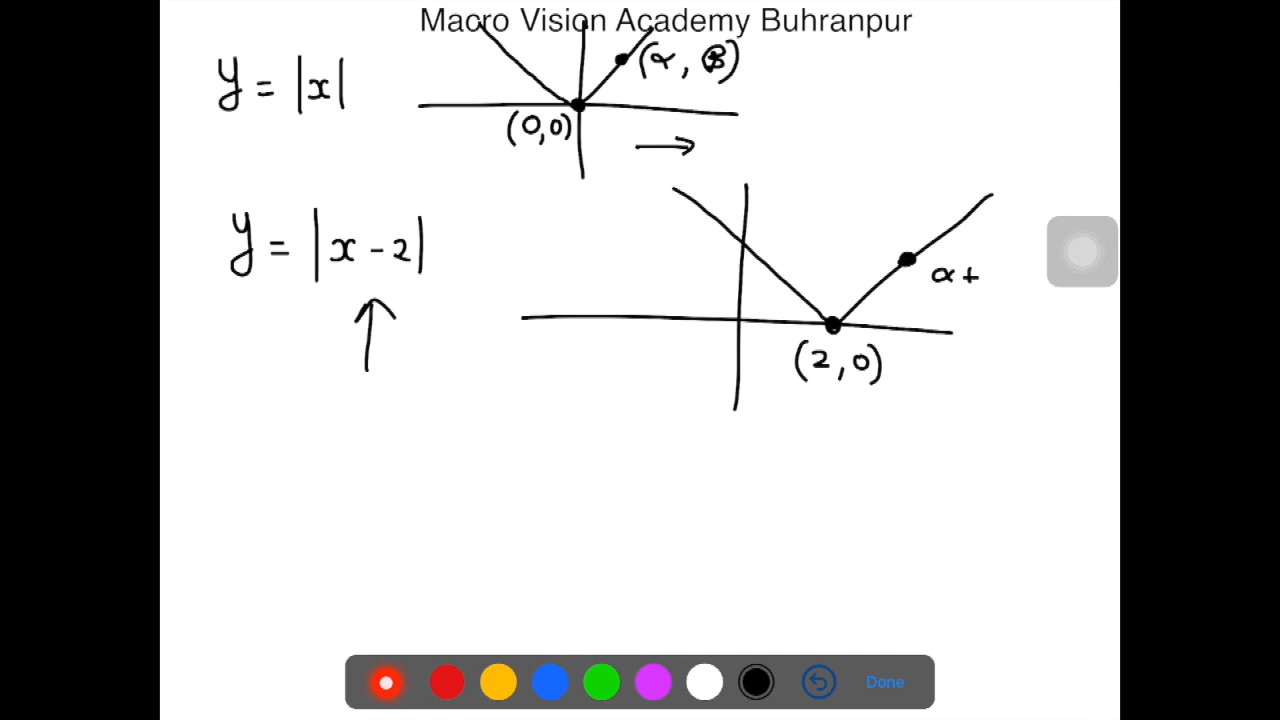 Macro Vision Academy Buhranpur
y = |x|
(α, β)
(0,0)
y = |x - 2|
α +
(2, 0)
Done